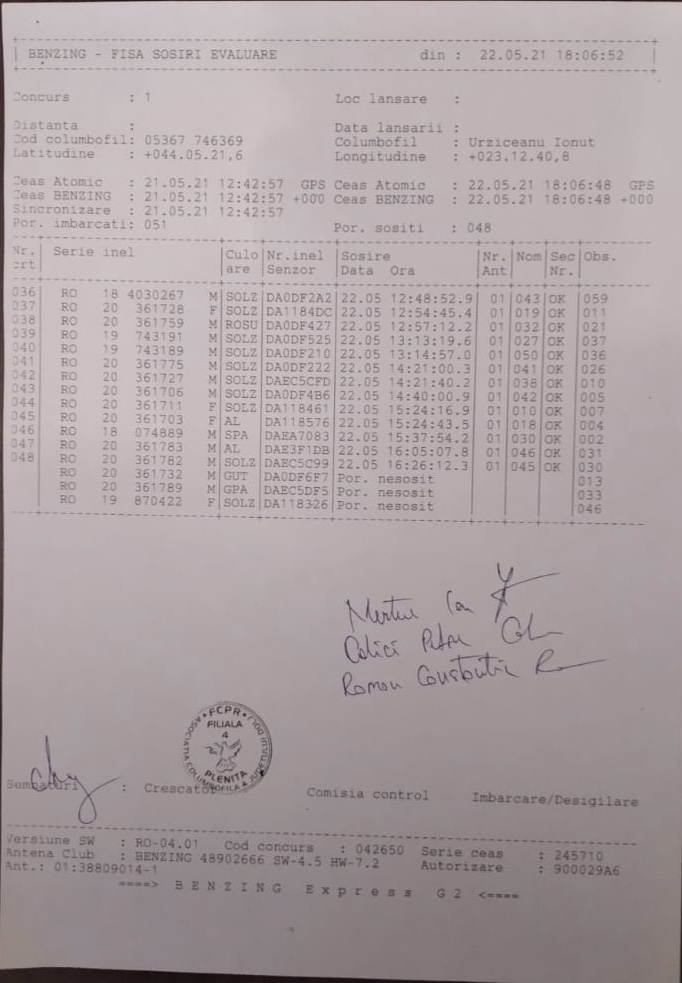 BENZING - FISA SOSIRI EVALUARE din : 22.05.21 18:06:52
Concurs : 1 Loc lansare :
Distanta : Data lansarii :
Cod columbofil: 05367 746369 Columbofil : Urziceanu Ionut
Latitudine : +044.05.21,6 Longitudine : +023.12.40,8
Ceas Atomic : 21.05.21 12:42:57 GPS Ceas Atomic : 22.05.21 18:06:48 GPS
Ceas BENZING : 21.05.21 12:42:57 +000 Ceas BENZING : 22.05.21 18:06:48 +000
Sincronizare : 21.05.21 12:42:57
Por. imbarcati: 051 Por. sositi : 048
Nr. Serie inel Culo Nr.inel Sosire Nr. Nom Sec Obs.
crt are Senzor Data Ora Ant Nr.
036 RO 18 4030267 M SOLZ DA0DF2A2 22.05 12:48:52.9 01 043 OK 059
037 RO 20 361728 F SOLZ DA1184DC 22.05 12:54:45.4 01 019 OK 011
038 RO 20 361759 M ROSU DA0DF427 22.05 12:57:12.2 01 032 OK 021
039 RO 19 743191 M SOLZ DA0DF525 22.05 13:13:19.6 01 027 OK 037
040 RO 19 743189 M SOLZ DA0DF210 22.05 13:14:57.0 01 050 OK 036
041 RO 20 361775 M SOLZ DA0DF222 22.05 14:21:00.3 01 041 OK 026
042 RO 20 361727 M SOLZ DAEC5CFD 22.05 14:21:40.2 01 038 OK 010
043 RO 20 361706 M SOLZ DA0DF4B6 22.05 14:40:00.9 01 042 OK 005
044 RO 20 361711 F SOLZ DA118461 22.05 15:24:16.9 01 010 OK 007
045 RO 20 361703 F AL DA118576 22.05 15:24:43.5 01 018 OK 004
046 RO 18 074889 M SPA DAEA7083 22.05 15:37:54.2 01 030 OK 002
047 RO 20 361783 M AL DAE3F1DB 22.05 16:05:07.8 01 046 OK 031
048 RO 20 361782 M SOLZ DAEC5C99 22.05 16:26:12.3 01 045 OK 030
RO 20 361732 M GUT DA0DF6F7 Por. nesosit 013
RO 20 361789 M GPA DAEC5DF5 Por. nesosit 033
RO 19 870422 F SOLZ DA118326 Por. nesosit 046
Constantin
FCPR
FILIALA
4
PLENITA
ASOCIATIA COLUMBOFILA A JUDETULUI DOLJ
Semnaturi : Crescator Comisia control Imbarcare/Desigilare
Versiune SW : RO-04.01 Cod concurs : 042650 Serie ceas : 245710
Antena Club : BENZING 48902666 SW-4.5 HW-7.2 Autorizare : 900029A6
Ant.: 01:38809014-1
====> BENZING Express G2 <====